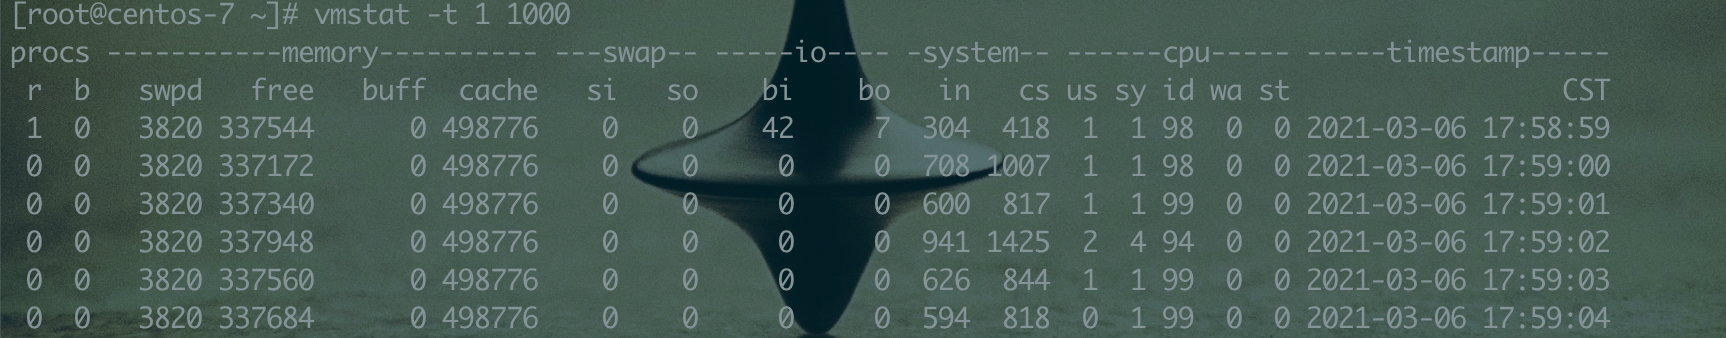 [root@centos-7 ~]# vmstat -t 1 1000
procs -----------memory---------- ---swap-- -----io---- -system-- ------cpu----- -----timestamp-----
 r  b   swpd   free   buff  cache   si   so    bi    bo   in   cs us sy id wa st                 CST
 1  0   3820 337544      0 498776    0    0    42     7  304  418  1  1 98  0  0 2021-03-06 17:58:59
 0  0   3820 337172      0 498776    0    0     0     0  708 1007  1  1 98  0  0 2021-03-06 17:59:00
 0  0   3820 337340      0 498776    0    0     0     0  600  817  1  1 99  0  0 2021-03-06 17:59:01
 0  0   3820 337948      0 498776    0    0     0     0  941 1425  2  4 94  0  0 2021-03-06 17:59:02
 0  0   3820 337560      0 498776    0    0     0     0  626  844  1  1 99  0  0 2021-03-06 17:59:03
 0  0   3820 337684      0 498776    0    0     0     0  594  818  0  1 99  0  0 2021-03-06 17:59:04